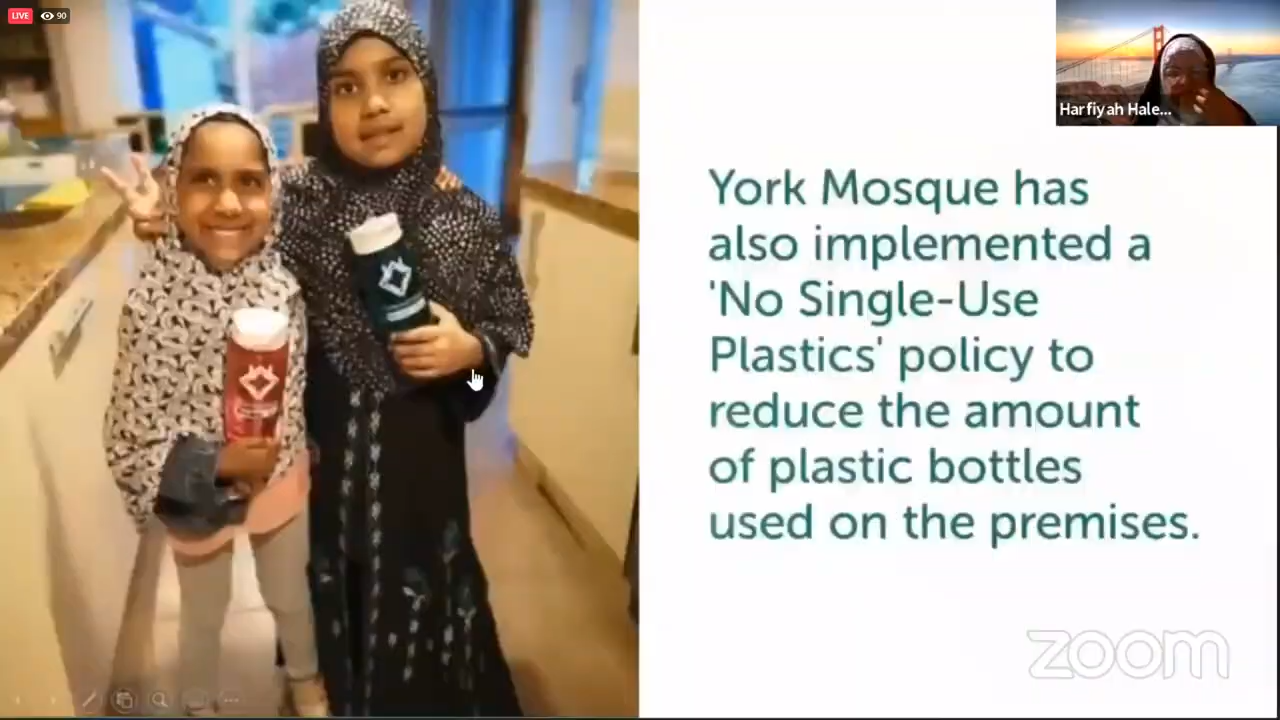 LIVE 90
Harfiyah Hale...
York Mosque has
also implemented a
'No Single-Use
Plastics' policy to
reduce the amount
of plastic bottles
used on the premises.
zoom